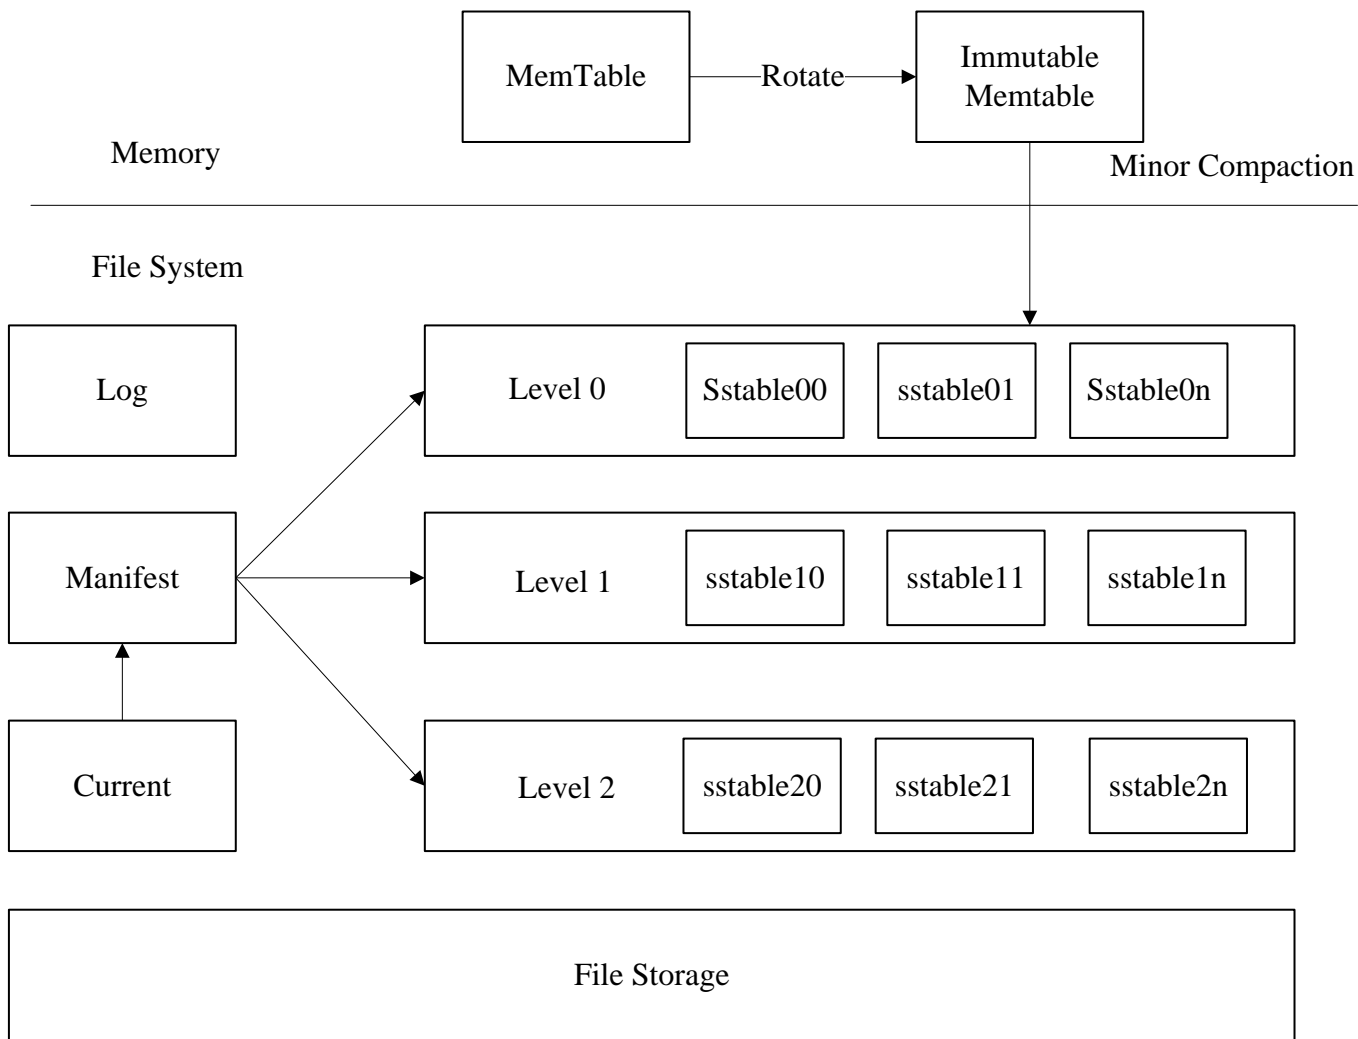 MemTable
Rotate
Immutable
Memtable
Memory
Minor Compaction
File System
Log
Level 0
Sstable00
sstable01
Sstable0n
Manifest
Level 1
sstable10
sstable11
sstable1n
Current
Level 2
sstable20
sstable21
sstable2n
File Storage